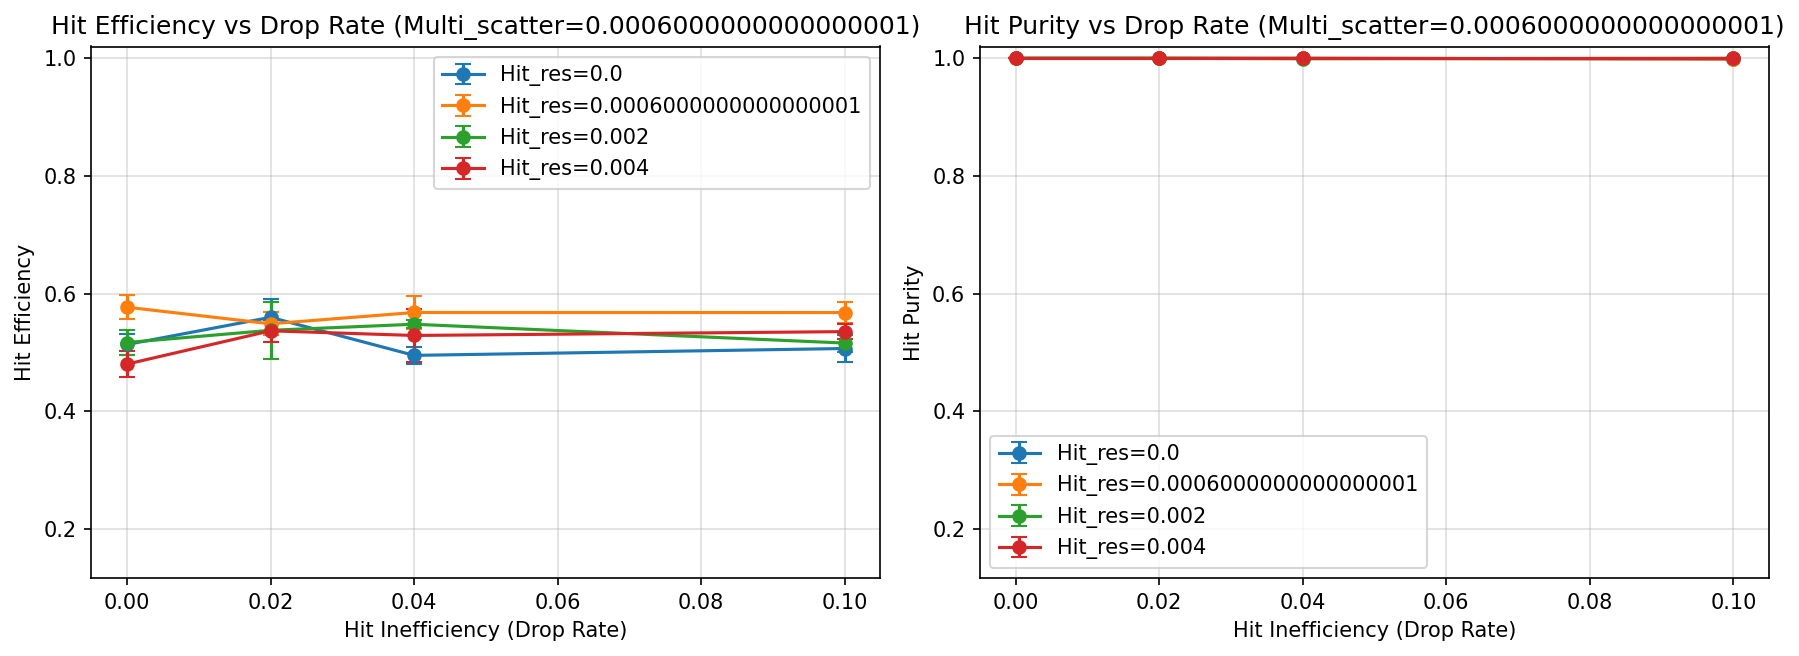 Hit Efficiency vs Drop Rate (Multi_scatter=0.0006000000000000001)
1.0
0.8
0.6
0.4
0.2
Hit Efficiency
Hit_res=0.0
Hit_res=0.0006000000000000001
Hit_res=0.002
Hit_res=0.004
0.00 0.02 0.04 0.06 0.08 0.10
Hit Inefficiency (Drop Rate)
Hit Purity vs Drop Rate (Multi_scatter=0.0006000000000000001)
1.0
0.8
0.6
0.4
0.2
Hit Purity
Hit_res=0.0
Hit_res=0.0006000000000000001
Hit_res=0.002
Hit_res=0.004
0.00 0.02 0.04 0.06 0.08 0.10
Hit Inefficiency (Drop Rate)